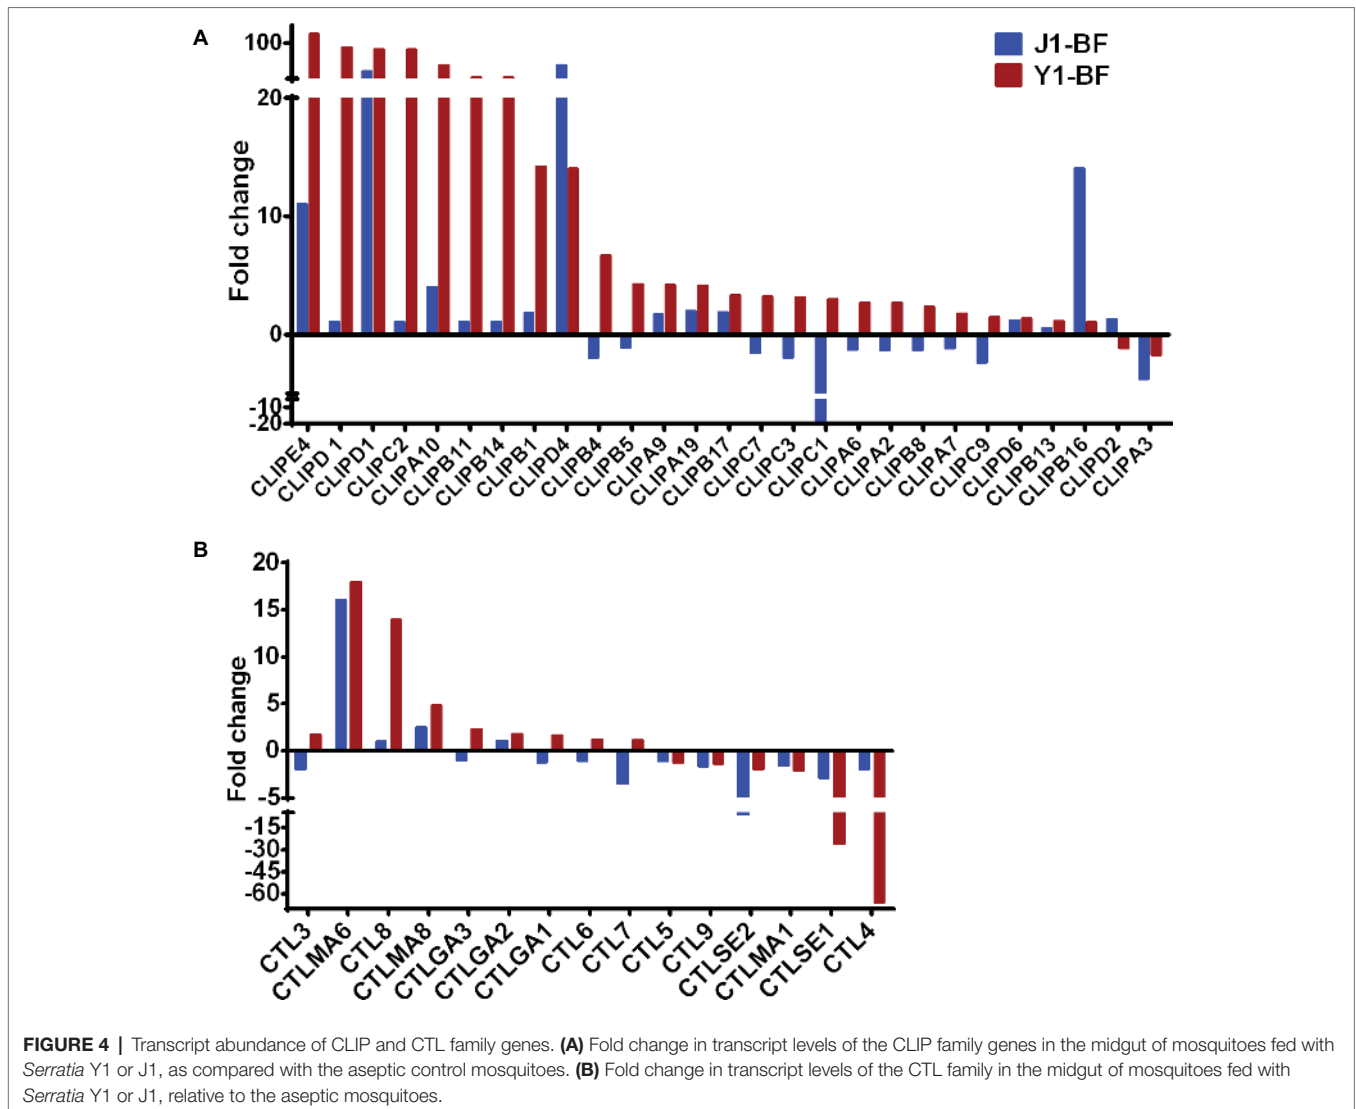 A
J1-BF
Y1-BF
Fold change
100
20
10
0
-10
-20
CLIPE4
CLIPD 1
CLIPD1
CLIPC2
CLIPA10
CLIPB11
CLIPB14
CLIPB1
CLIPD4
CLIPB4
CLIPB5
CLIPA9
CLIPA19
CLIPB17
CLIPC7
CLIPC3
CLIPC1
CLIPA6
CLIPA2
CLIPB8
CLIPA7
CLIPC9
CLIPD6
CLIPB13
CLIPB16
CLIPD2
CLIPA3
B
Fold change
20
15
10
5
0
-5
-15
-30
-45
-60
CTL3
CTLMA6
CTL8
CTLMA8
CTLGA3
CTLGA2
CTLGA1
CTL6
CTL7
CTL5
CTL9
CTLSE2
CTLMA1
CTLSE1
CTL4
FIGURE 4 | Transcript abundance of CLIP and CTL family genes. (A) Fold change in transcript levels of the CLIP family genes in the midgut of mosquitoes fed with
Serratia Y1 or J1, as compared with the aseptic control mosquitoes. (B) Fold change in transcript levels of the CTL family in the midgut of mosquitoes fed with
Serratia Y1 or J1, relative to the aseptic mosquitoes.